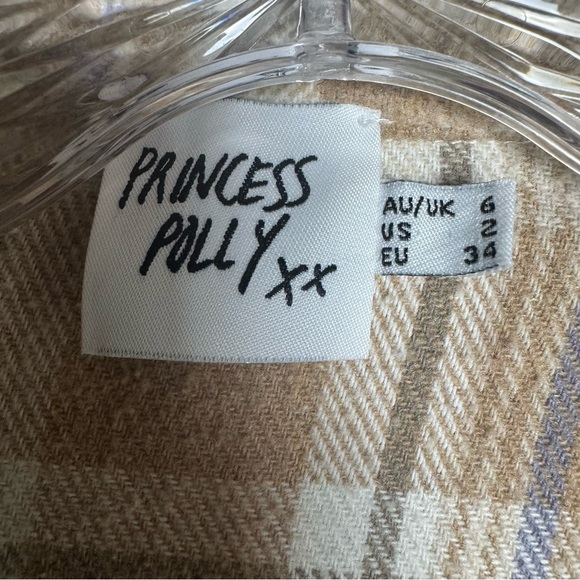 PRINCESS
POLLY xx
AU/UK 6
US 2
EU 34